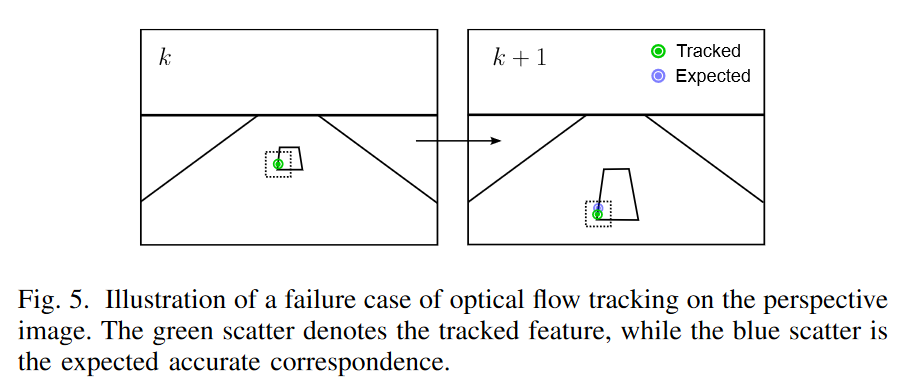 k
k + 1
Tracked
Expected
Fig. 5. Illustration of a failure case of optical flow tracking on the perspective
image. The green scatter denotes the tracked feature, while the blue scatter is
the expected accurate correspondence.